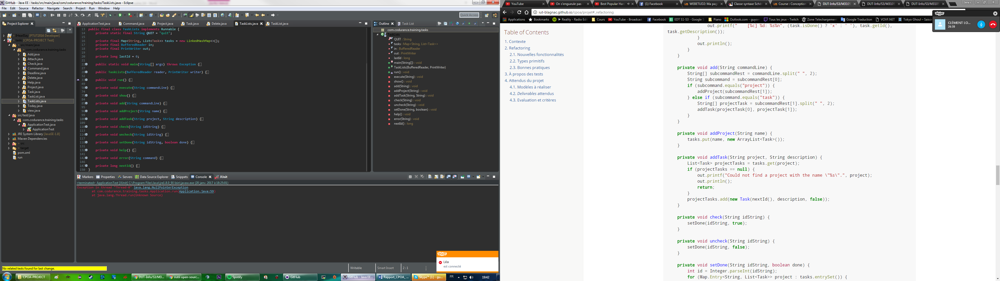 GitHub - Java EE - tasks/src/main/java/com/codurance/training/tasks/TaskLists.java - Eclipse
File Edit Source Refactor Navigate Search Project Run Window Help
Quick Access
Project Explorer
IHearISay [PTUT2016 Developer]
tasks [CPOA-PROJECT Test]
src/main/java
com.codurance.training.tasks
Add.java
Attach.java
Check.java
Command.java
Deadline.java
Delete.java
Help.java
Project.java
Task.java
TaskList.java
TaskLists.java
Today.java
view.java
src/test/java
com.codurance.training.tasks
ApplicationTest.java
ApplicationTest
JRE System Library [JavaSE-1.8]
Maven Dependencies
> src
> target
pom.xml
run
ApplicationTest.java Command.java Project.java Task.java Delete.java TaskLists.java TaskList.java
13 public final class TaskLists implements Runnable {
14 private static final String QUIT = "quit";
15
16 private final Map<String, List<Task>> tasks = new LinkedHashMap<>();
17 private final BufferedReader in;
18 private final PrintWriter out;
19
20 private long lastId = 0;
21
22 public static void main(String[] args) throws Exception {
27
28 public TaskLists(BufferedReader reader, PrintWriter writer) {
32
33 public void run() {
49
50 private void execute(String commandLine) {
74
75 private void show() {
84
85 private void add(String commandLine) {
95
96 private void addProject(String name) {
99
100 private void addTask(String project, String description) {
109
110 private void check(String idString) {
113
114 private void uncheck(String idString) {
117
118 private void setDone(String idString, boolean done) {
131
132 private void help() {
141
142 private void error(String command) {
146
147 private long nextId() {
150 }
Outline Task List
com.codurance.training.tasks
TaskLists
QUIT : String
tasks : Map<String, List<Task>>
in : BufferedReader
out : PrintWriter
lastId : long
main(String[]) : void
TaskLists(BufferedReader, PrintWriter)
run() : void
execute(String) : void
show() : void
add(String) : void
addProject(String) : void
addTask(String, String) : void
check(String) : void
uncheck(String) : void
setDone(String, boolean) : void
help() : void
error(String) : void
nextId() : long
Markers Properties Servers Data Source Explorer Snippets Console JUnit
<terminated> ApplicationTest [JUnit] C:\Program Files\Java\jre1.8.0_91\bin\javaw.exe (20 janv. 2017 à 18:25:01)
Exception in thread "Thread-0" java.lang.NullPointerException
at com.codurance.training.tasks.Application.run(Application.java:59)
at java.lang.Thread.run(Unknown Source)
skype
Léa
est connecté
No related tests found for last change.
Writable Smart Insert 2 : 1
CPOA-PROJECT DUT-Info/S3/M3... outil open-sourc... Spotify GitHub GitHub - Java EE... Rapport_CPOA_... Skype™ [1] - gu... FR 19:42
YouTube On s'engueule pas - Best Popular Hard (1) Facebook WEBETUD2: Ma page Classe syntaxe Schém Course : Conception DUT-Info/S3/M3105 DUT-Info/S3/M3105 DUT-Info/S3/M3105 Ikea's
iut-blagnac.github.io/cpoa/projet#_refactoring
Applications Bookmarks Reality - Radio Edi Cours YouTube - Broadcast Facebook EDT S1-S3 - Google S Piano Outlook.com - guyom Tous les jeux - Twitch Zone Telechargement Google Traduction VOVF.NET Tokyo Ghoul – Saison
skype
CLÉMENT LO...
26:30
Table of Contents
1. Contexte
2. Refactoring
2.1. Nouvelles fonctionnalités
2.2. Types primitifs
2.3. Bonnes pratiques
3. À propos des tests
4. Attendus du projet
4.1. Modèles à réaliser
4.2. Delivrables attendus
4.3. Evaluation et critères
out.printf("    [%c] %d: %s%n", (task.isDone() ? 'x' : ' '), task.getId(),
task.getDescription());
}
out.println();
}
}
private void add(String commandLine) {
String[] subcommandRest = commandLine.split(" ", 2);
String subcommand = subcommandRest[0];
if (subcommand.equals("project")) {
addProject(subcommandRest[1]);
} else if (subcommand.equals("task")) {
String[] projectTask = subcommandRest[1].split(" ", 2);
addTask(projectTask[0], projectTask[1]);
}
}
private void addProject(String name) {
tasks.put(name, new ArrayList<Task>());
}
private void addTask(String project, String description) {
List<Task> projectTasks = tasks.get(project);
if (projectTasks == null) {
out.printf("Could not find a project with the name \"%s\".", project);
out.println();
return;
}
projectTasks.add(new Task(nextId(), description, false));
}
private void check(String idString) {
setDone(idString, true);
}
private void uncheck(String idString) {
setDone(idString, false);
}
private void setDone(String idString, boolean done) {
int id = Integer.parseInt(idString);
for (Map.Entry<String, List<Task>> project : tasks.entrySet()) {